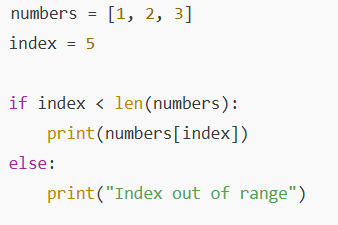 numbers = [1, 2, 3]
index = 5
if index < len(numbers):
    print(numbers[index])
else:
    print("Index out of range")